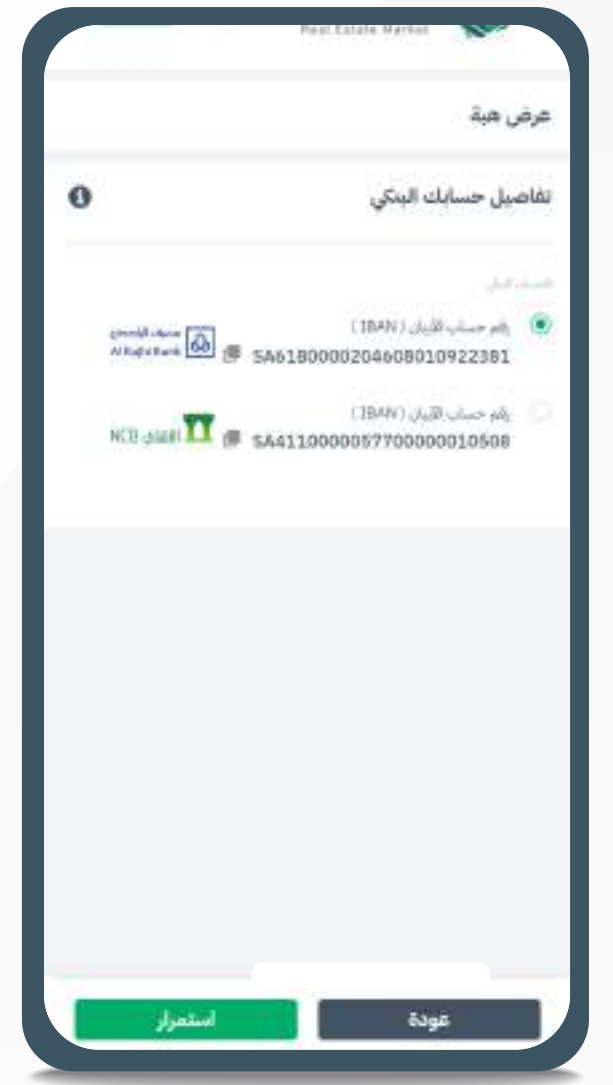 Real Estate Market
عرض هبة
تفاصيل حسابك البنكي
رقم حساب الآيبان ( IBAN )
SA6180000204608010922381
مصرف الراجحي
Al Rajhi Bank
رقم حساب الآيبان ( IBAN )
SA4110000057700000010508
الأهلي NCB
عودة
استمرار